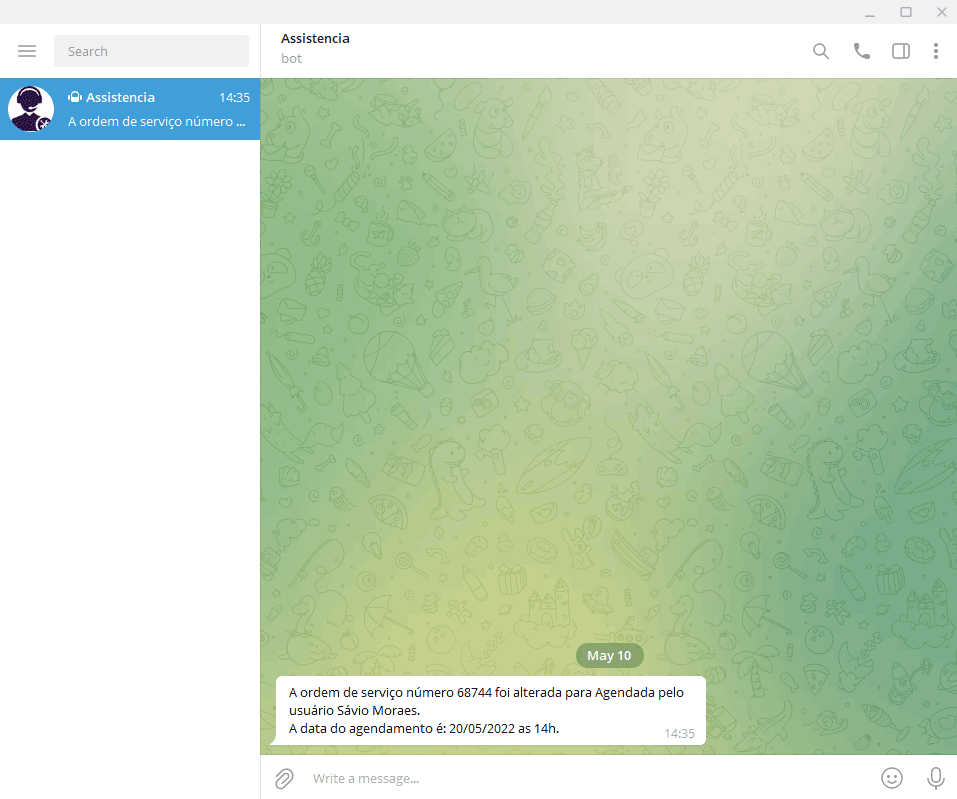 Search
Assistencia
14:35
A ordem de serviço número ...
Assistencia
bot
May 10
A ordem de serviço número 68744 foi alterada para Agendada pelo
usuário Sávio Moraes.
A data do agendamento é: 20/05/2022 as 14h.
14:35
Write a message...